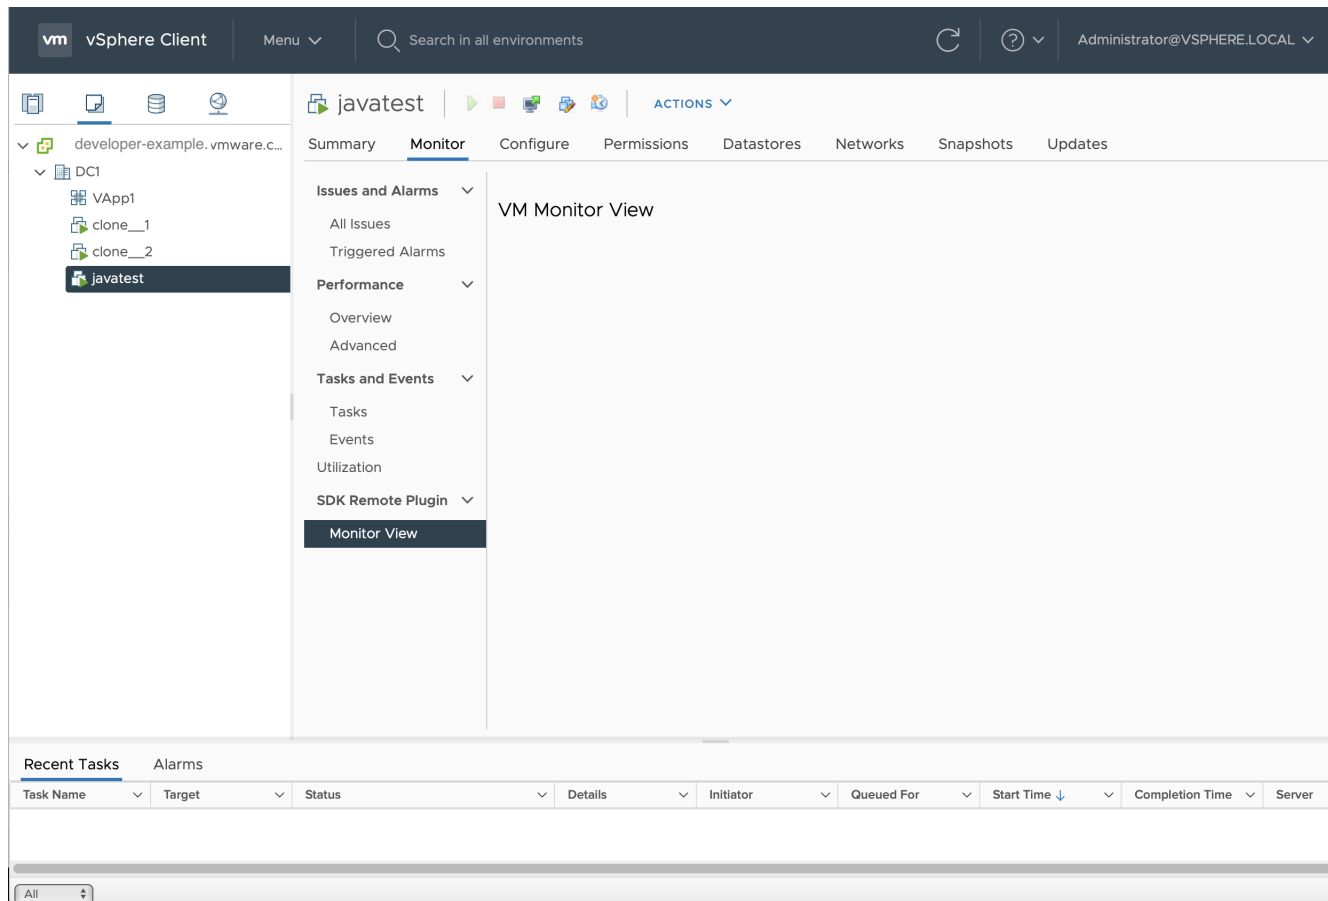 vm vSphere Client Menu Search in all environments ? Administrator@VSPHERE.LOCAL
javatest ACTIONS
developer-example.vmware.c...
DC1
VApp1
clone__1
clone__2
javatest
Summary Monitor Configure Permissions Datastores Networks Snapshots Updates
Issues and Alarms
All Issues
Triggered Alarms
Performance
Overview
Advanced
Tasks and Events
Tasks
Events
Utilization
SDK Remote Plugin
Monitor View
VM Monitor View
Recent Tasks Alarms
Task Name Target Status Details Initiator Queued For Start Time Completion Time Server
All